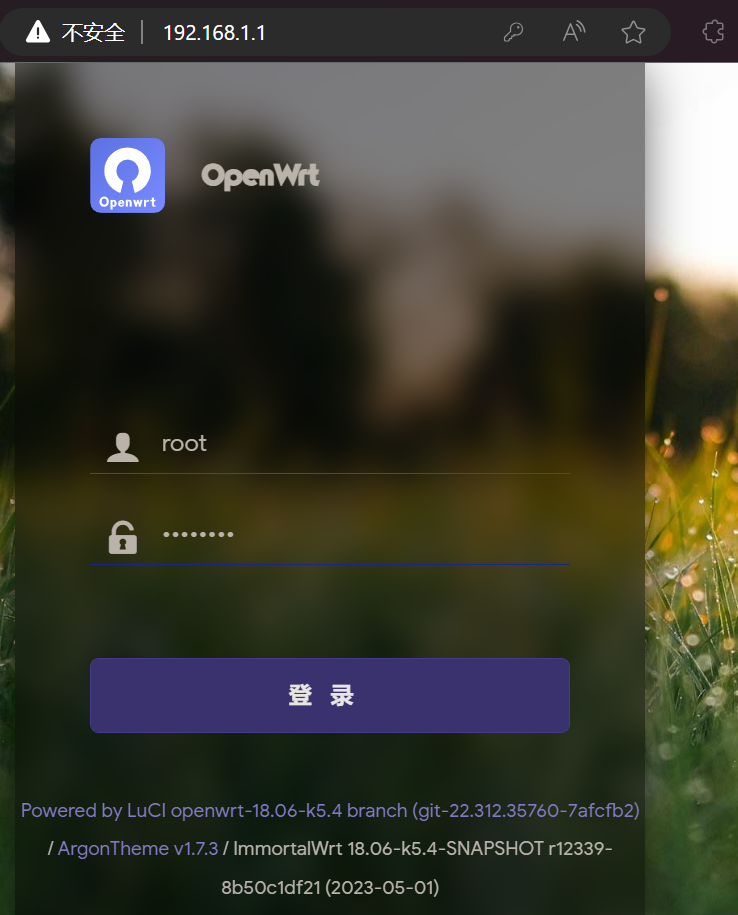 不安全 192.168.1.1
Openwrt
OpenWrt
root
登 录
Powered by LuCI openwrt-18.06-k5.4 branch (git-22.312.35760-7afcfb2)
/ ArgonTheme v1.7.3 / ImmortalWrt 18.06-k5.4-SNAPSHOT r12339-
8b50c1df21 (2023-05-01)